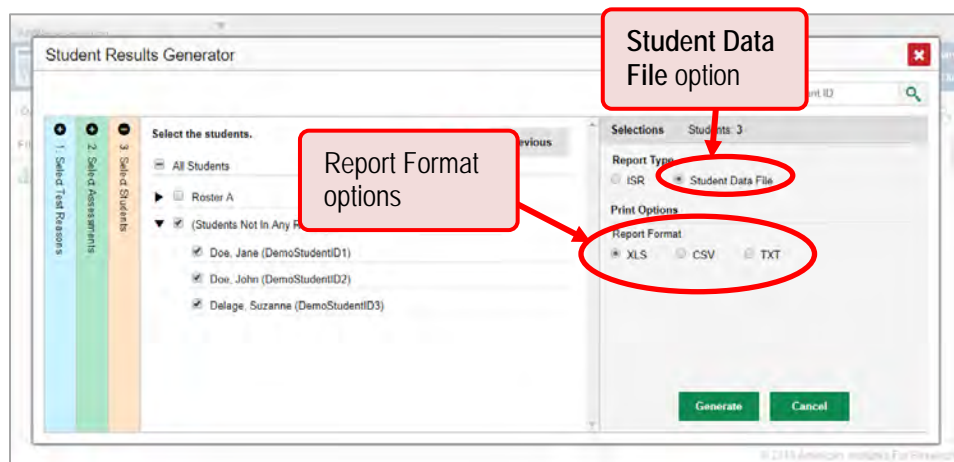 Student Results Generator
Student Data
File option
nt ID
1. Select Test Reasons
2. Select Assessments
3. Select Students
Select the students.
evious
All Students
Roster A
(Students Not In Any R
Doe, Jane (DemoStudentID1)
Doe, John (DemoStudentID2)
Delage, Suzanne (DemoStudentID3)
Report Format
options
Selections Students: 3
Report Type
ISR Student Data File
Print Options
Report Format
XLS CSV TXT
Generate Cancel